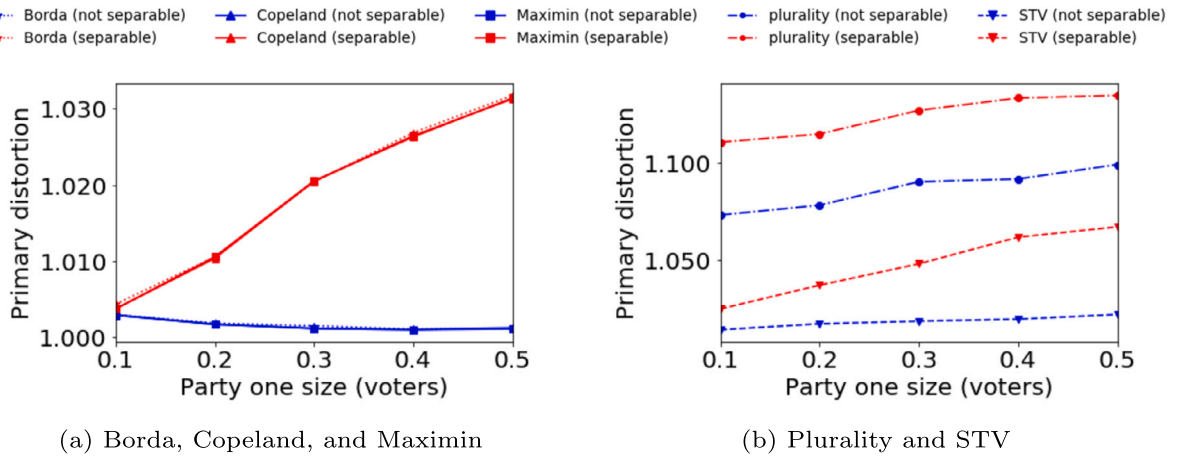 Borda (not separable) Copeland (not separable) Maximin (not separable) plurality (not separable) STV (not separable)
Borda (separable) Copeland (separable) Maximin (separable) plurality (separable) STV (separable)
Primary distortion
1.030
1.020
1.010
1.000
0.1 0.2 0.3 0.4 0.5
Party one size (voters)
(a) Borda, Copeland, and Maximin
Primary distortion
1.100
1.050
0.1 0.2 0.3 0.4 0.5
Party one size (voters)
(b) Plurality and STV